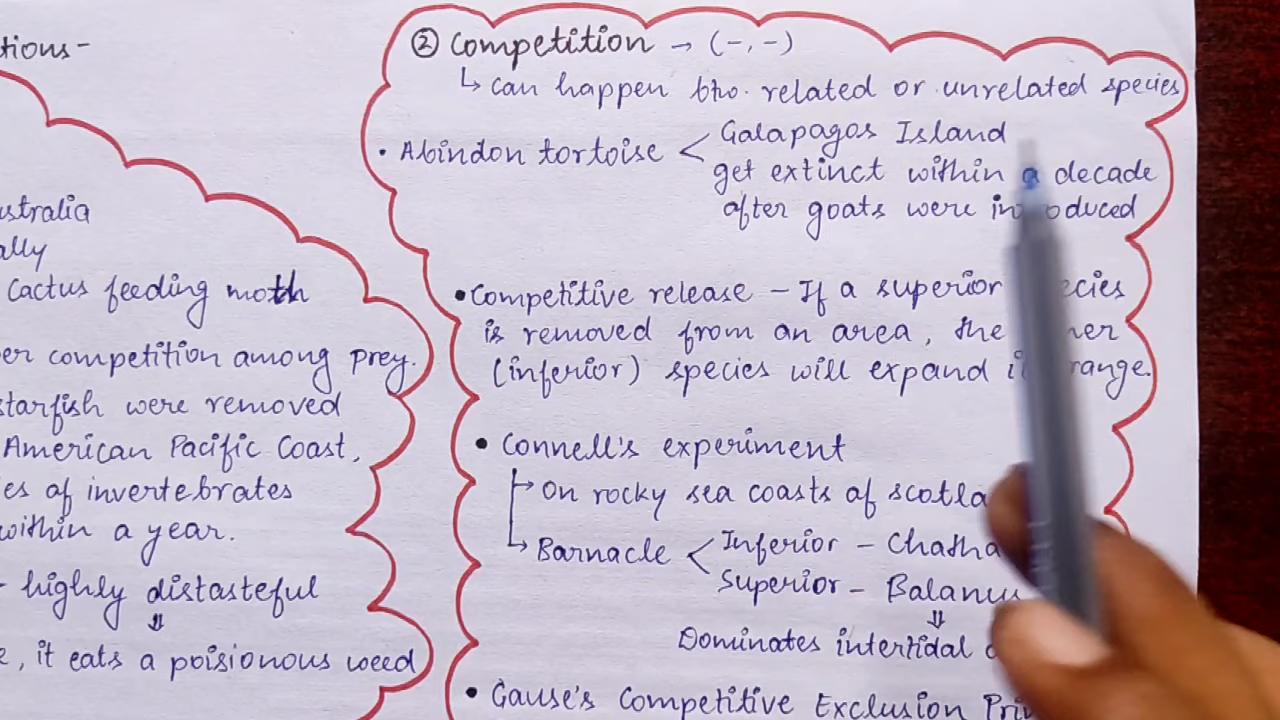 tions-
ustralia
ally
Cactus feeding moth
er competition among prey.
starfish were removed
American Pacific Coast,
es of invertebrates
within a year.
highly distasteful
⇓
, it eats a poisionous weed
② Competition → (-, -)
↳ can happen btw. related or unrelated species
• Abindon tortoise < Galapagos Island
get extinct within a decade
after goats were introduced
• Competitive release - If a superior
is removed from an area, the
(inferior) species will expand range.
• Connell's experiment
→ On rocky sea coasts of
↳ Barnacle < Inferior -
Superior - Balanus
⇓
Dominates intertidal
• Gause's Competitive Exclusion